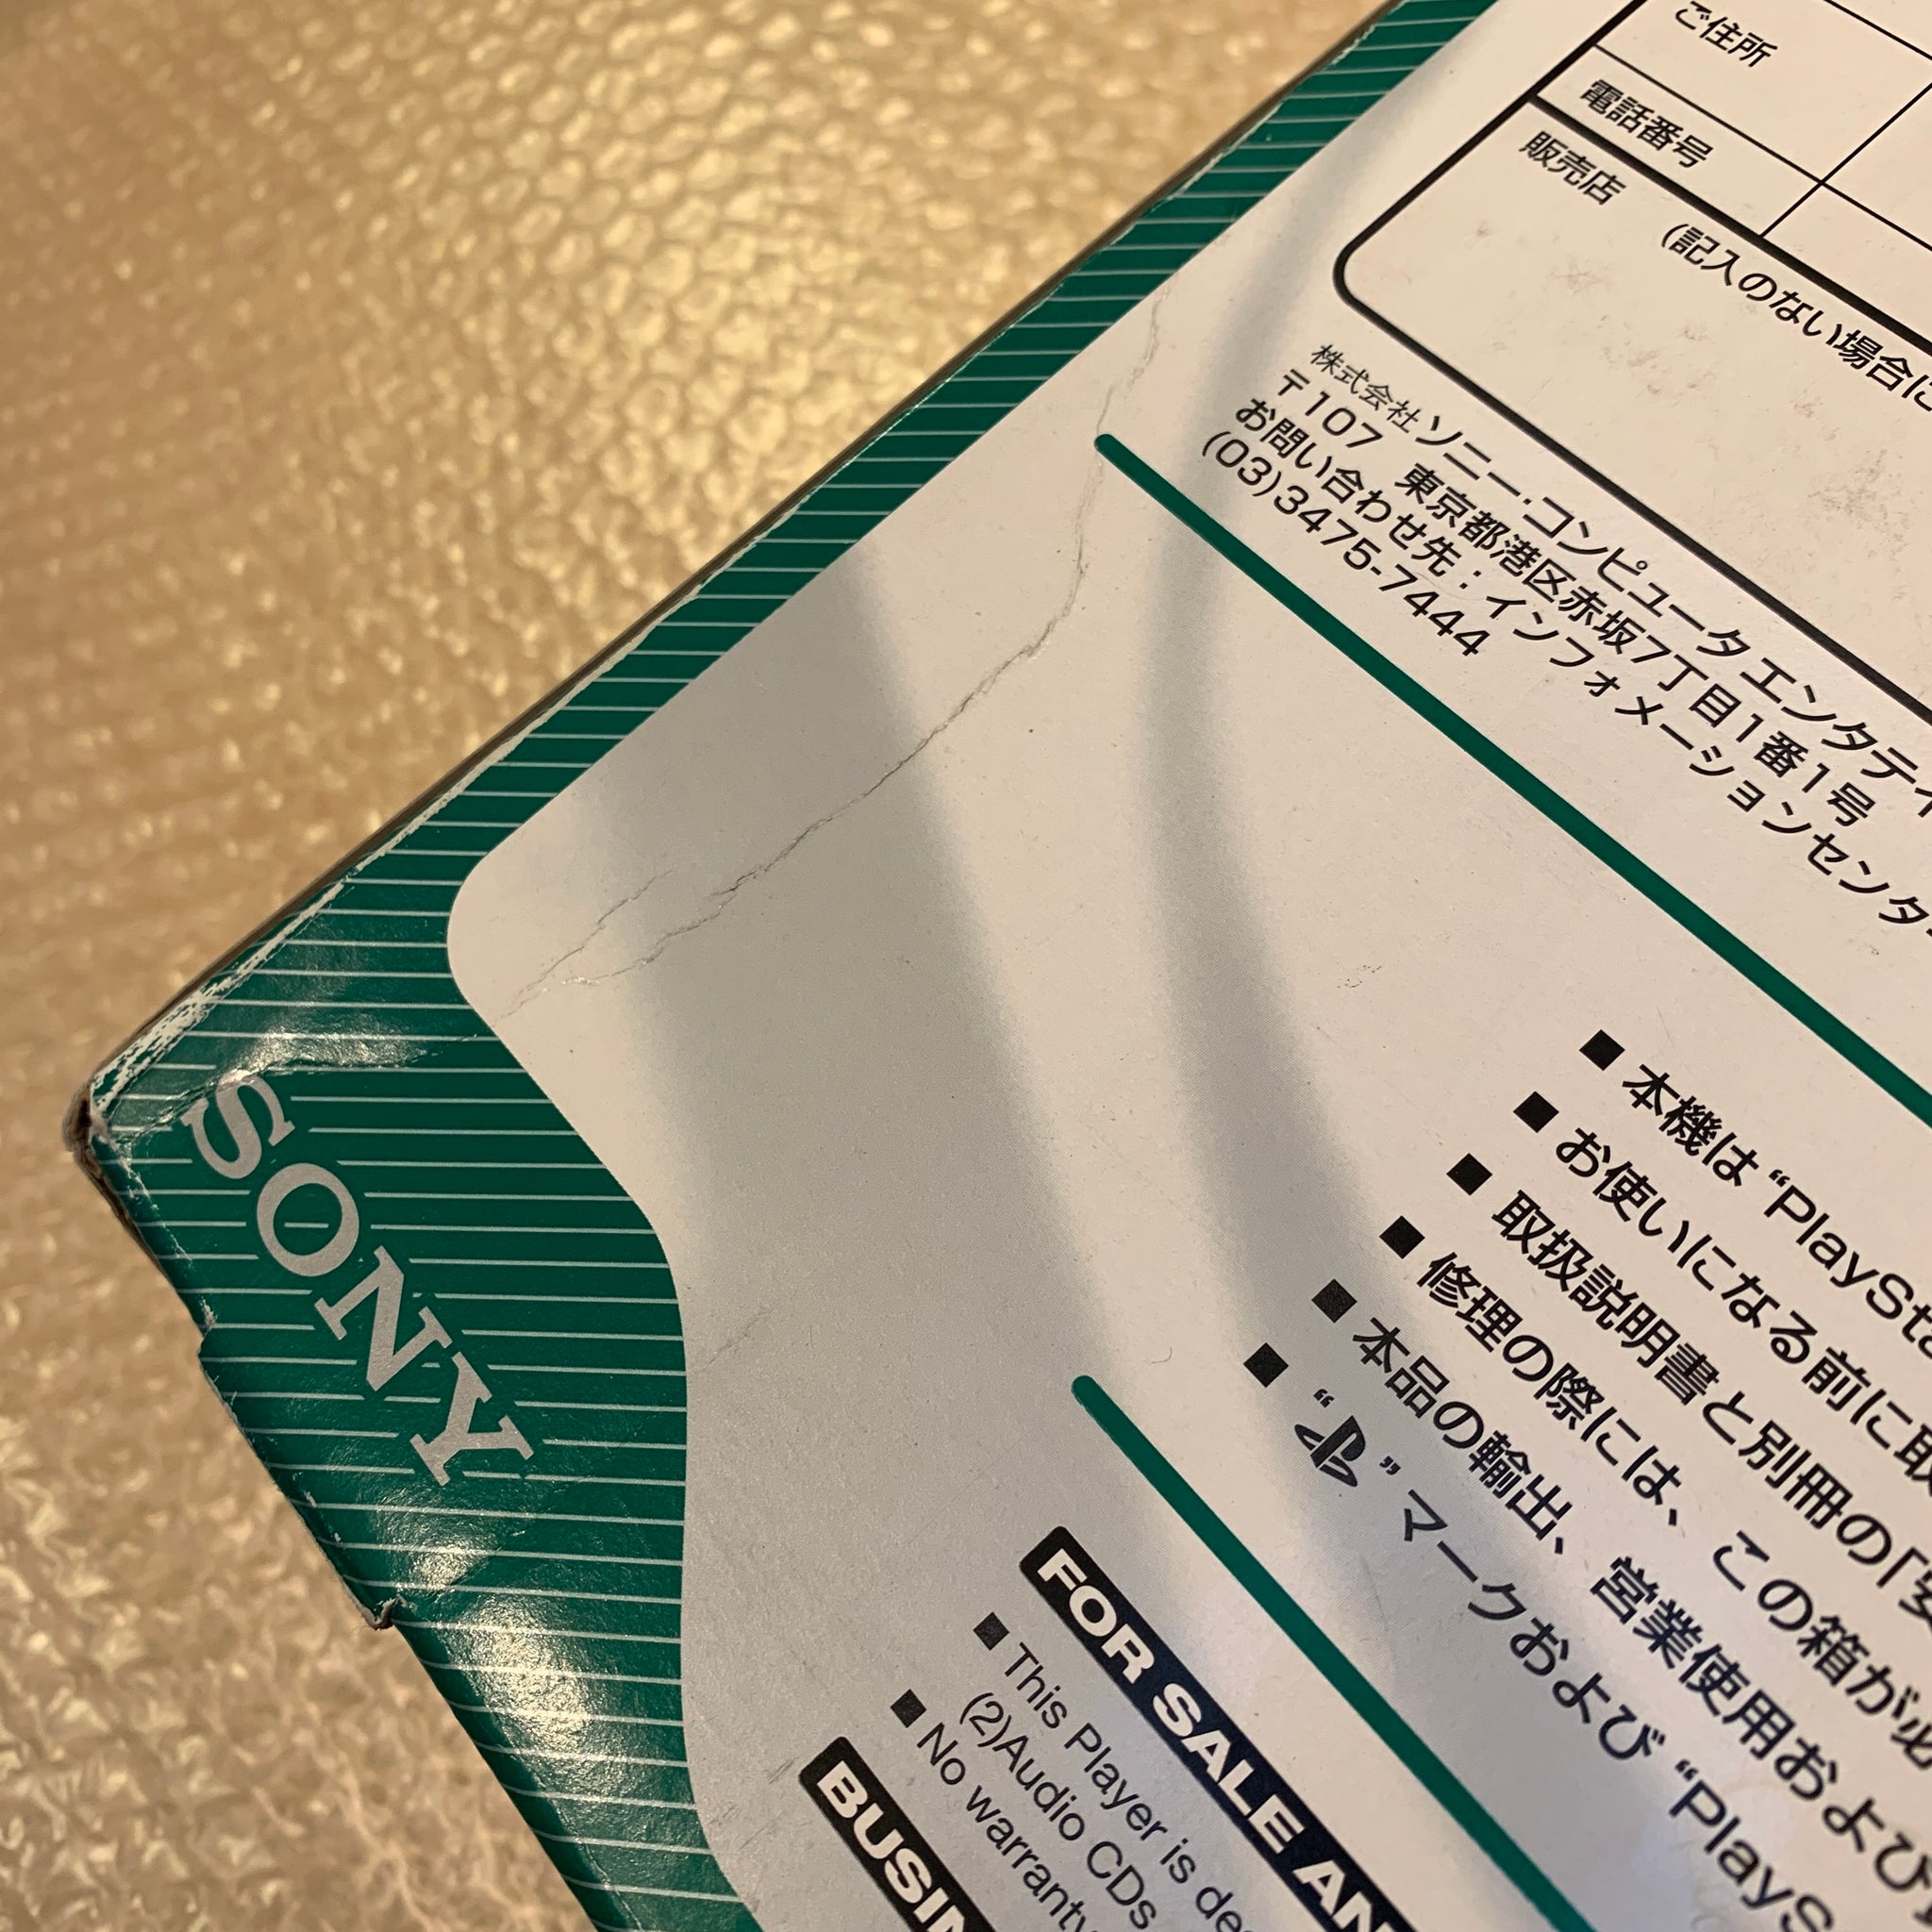 ご住所
電話番号
販売店
(記入のない場合に
株式会社ソニー・コンピュータエンタテイ
〒107 東京都港区赤坂7丁目1番1号
お問い合わせ先：インフォメーションセンター
(03)3475-7444
■ 本機は“PlaySta
■ お使いになる前に取
■ 取扱説明書と別冊の「安
■ 修理の際には、この箱が必
■ 本品の輸出、営業使用および
■ “ ”マークおよび“PlayS
FOR SALE AN
■ This Player is de
(2)Audio CDs
■ No warranty
BUSIN
SONY